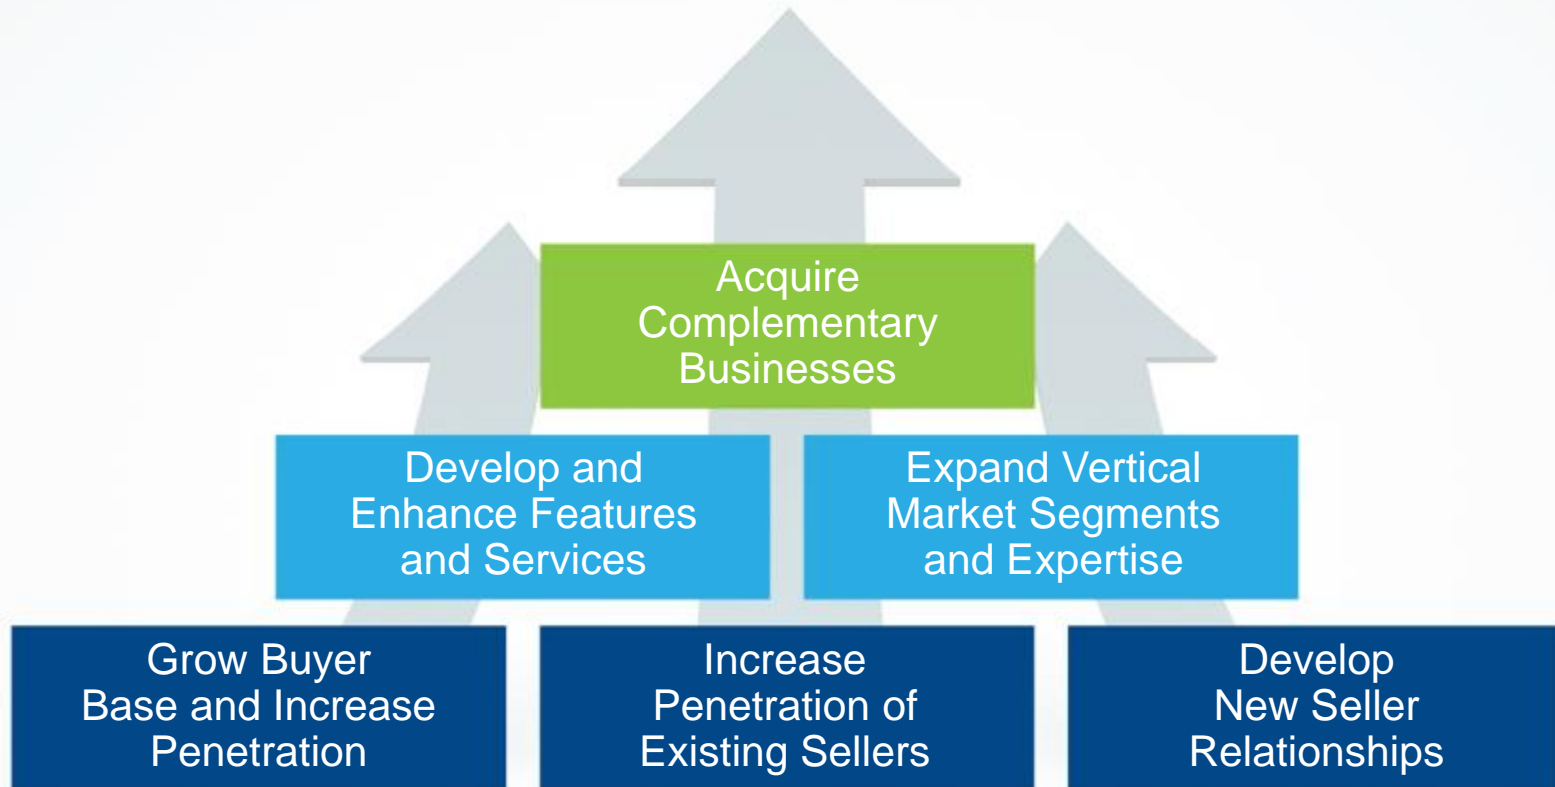 Acquire
Complementary
Businesses
Develop and
Enhance Features
and Services
Expand Vertical
Market Segments
and Expertise
Grow Buyer
Base and Increase
Penetration
Increase
Penetration of
Existing Sellers
Develop
New Seller
Relationships